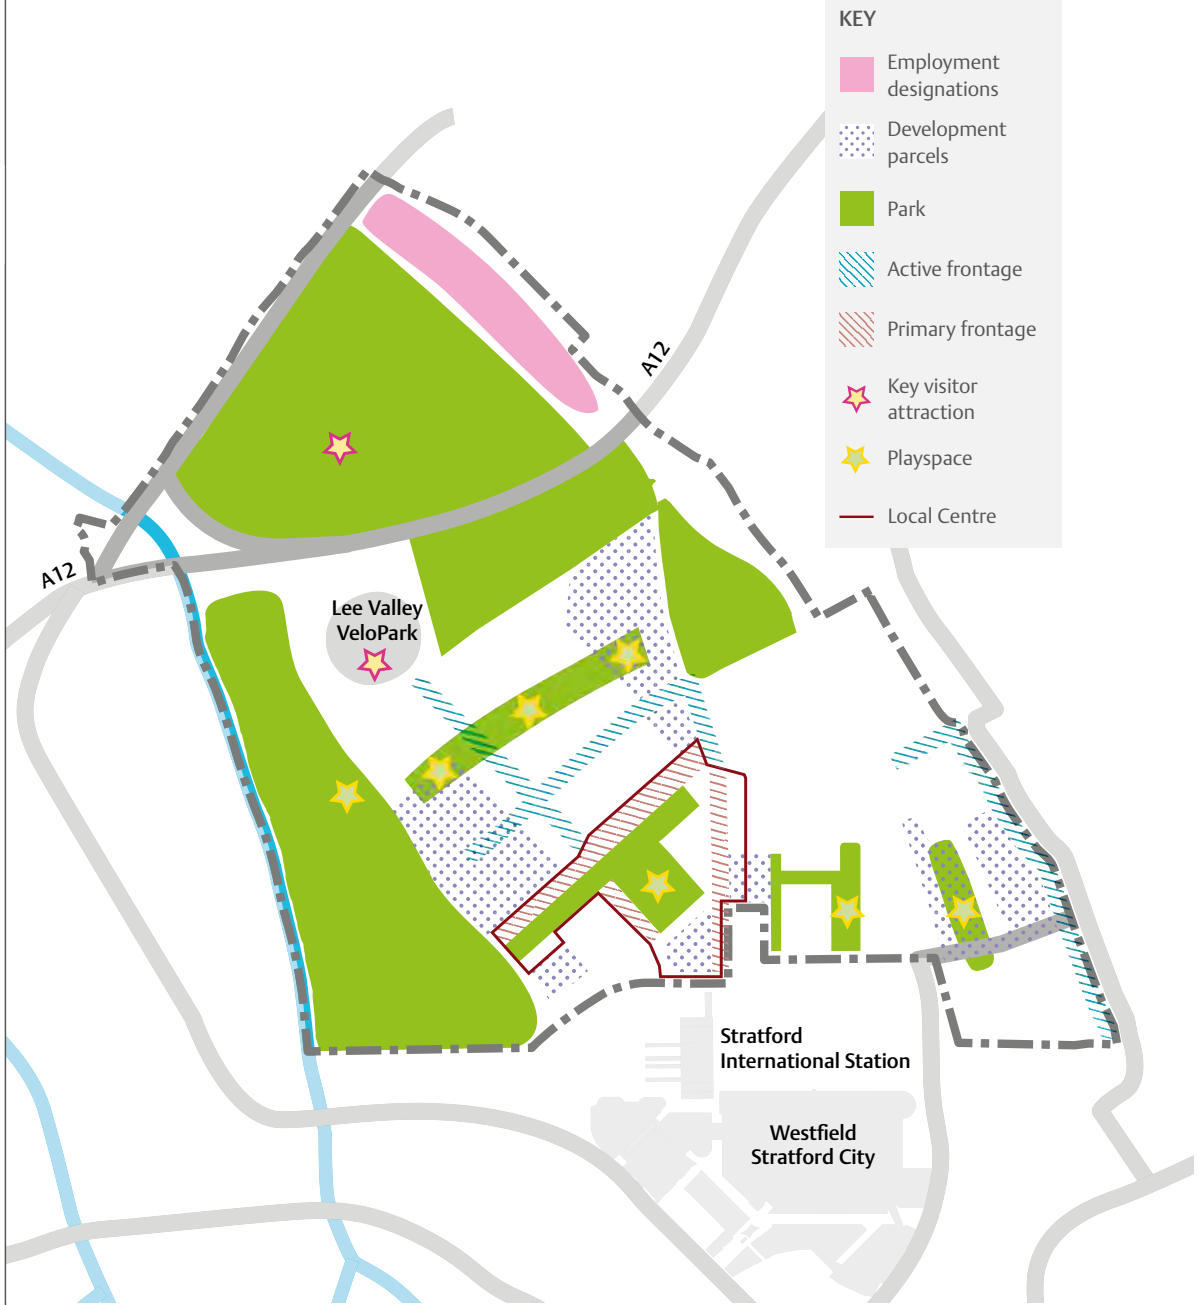 KEY
Employment
designations
Development
parcels
Park
Active frontage
Primary frontage
Key visitor
attraction
Playspace
Local Centre
A12
A12
Lee Valley
VeloPark
Stratford
International Station
Westfield
Stratford City